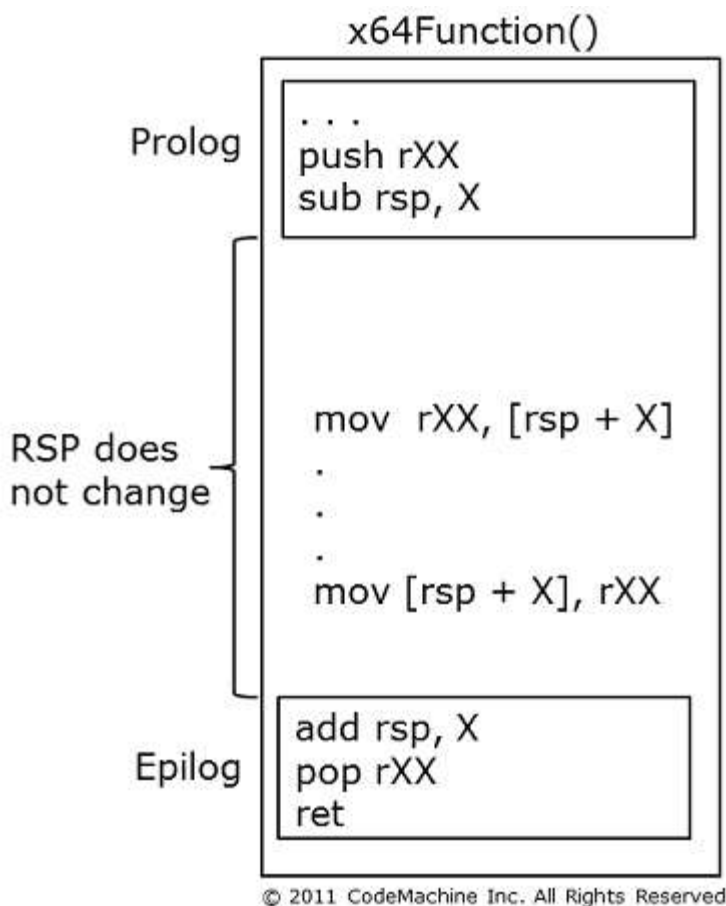 x64Function()
Prolog
. . .
push rXX
sub rsp, X
RSP does
not change
mov  rXX, [rsp + X]
.
.
.
mov [rsp + X], rXX
Epilog
add rsp, X
pop rXX
ret
© 2011 CodeMachine Inc. All Rights Reserved